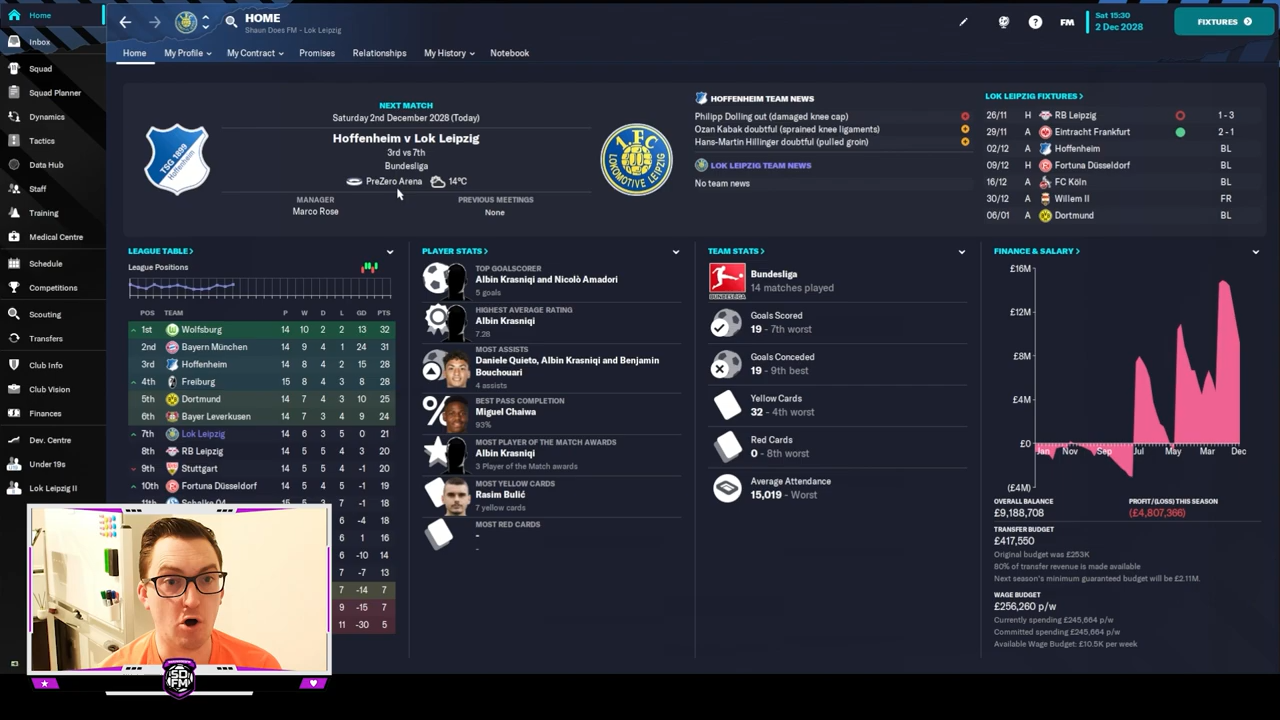 Home
Inbox
Squad
Squad Planner
Dynamics
Tactics
Data Hub
Staff
Training
Medical Centre
Schedule
Competitions
Scouting
Transfers
Club Info
Club Vision
Finances
Dev. Centre
Under 19s
Lok Leipzig II
HOME
Shaun Does FM - Lok Leipzig
FM
Sat 15:30
2 Dec 2028
FIXTURES
Home My Profile My Contract Promises Relationships My History Notebook
NEXT MATCH
Saturday 2nd December 2028 (Today)
Hoffenheim v Lok Leipzig
3rd vs 7th
Bundesliga
PreZero Arena 14°C
MANAGER
Marco Rose
PREVIOUS MEETINGS
None
TSG 1899
Hoffenheim
1.FC
LOKOMOTIVE LEIPZIG
HOFFENHEIM TEAM NEWS
Philipp Dolling out (damaged knee cap)
Ozan Kabak doubtful (sprained knee ligaments)
Hans-Martin Hillinger doubtful (pulled groin)
LOK LEIPZIG TEAM NEWS
No team news
LOK LEIPZIG FIXTURES >
26/11 H RB Leipzig 1 - 3
29/11 A Eintracht Frankfurt 2 - 1
02/12 A Hoffenheim BL
09/12 H Fortuna Düsseldorf BL
16/12 A FC Köln BL
30/12 A Willem II FR
06/01 A Dortmund BL
LEAGUE TABLE >
League Positions
POS TEAM P W D L GD PTS
1st Wolfsburg 14 10 2 2 13 32
2nd Bayern München 14 9 4 1 24 31
3rd Hoffenheim 14 8 4 2 15 28
4th Freiburg 15 8 4 3 8 28
5th Dortmund 14 7 4 3 10 25
6th Bayer Leverkusen 14 7 3 4 9 24
7th Lok Leipzig 14 6 3 5 0 21
8th RB Leipzig 14 5 5 4 3 20
9th Stuttgart 14 5 5 4 -1 20
10th Fortuna Düsseldorf 14 5 4 5 -1 19
6 -4 18
6 1 16
6 -10 14
7 -7 13
7 -14 7
9 -15 7
11 -30 5
PLAYER STATS >
TOP GOALSCORER
Albin Krasniqi and Nicolò Amadori
5 goals
HIGHEST AVERAGE RATING
Albin Krasniqi
7.28
MOST ASSISTS
Daniele Quieto, Albin Krasniqi and Benjamin
Bouchouari
4 assists
BEST PASS COMPLETION
Miguel Chaiwa
93%
MOST PLAYER OF THE MATCH AWARDS
Albin Krasniqi
3 Player of the Match awards
MOST YELLOW CARDS
Rasim Bulić
7 yellow cards
MOST RED CARDS
-
-
TEAM STATS >
BUNDESLIGA
Bundesliga
14 matches played
Goals Scored
19 - 7th worst
Goals Conceded
19 - 9th best
Yellow Cards
32 - 4th worst
Red Cards
0 - 8th worst
Average Attendance
15,019 - Worst
FINANCE & SALARY >
£16M
£12M
£8M
£4M
£0
(£4M)
Jan Nov Sep Jul May Mar Dec
OVERALL BALANCE
£9,188,708
PROFIT/(LOSS) THIS SEASON
(£4,807,366)
TRANSFER BUDGET
£417,550
Original budget was £253K
80% of transfer revenue is made available
Next season's minimum guaranteed budget will be £2.11M.
WAGE BUDGET
£256,260 p/w
Currently spending £245,664 p/w
Committed spending £245,664 p/w
Available Wage Budget: £10.5K per week
SD
FM